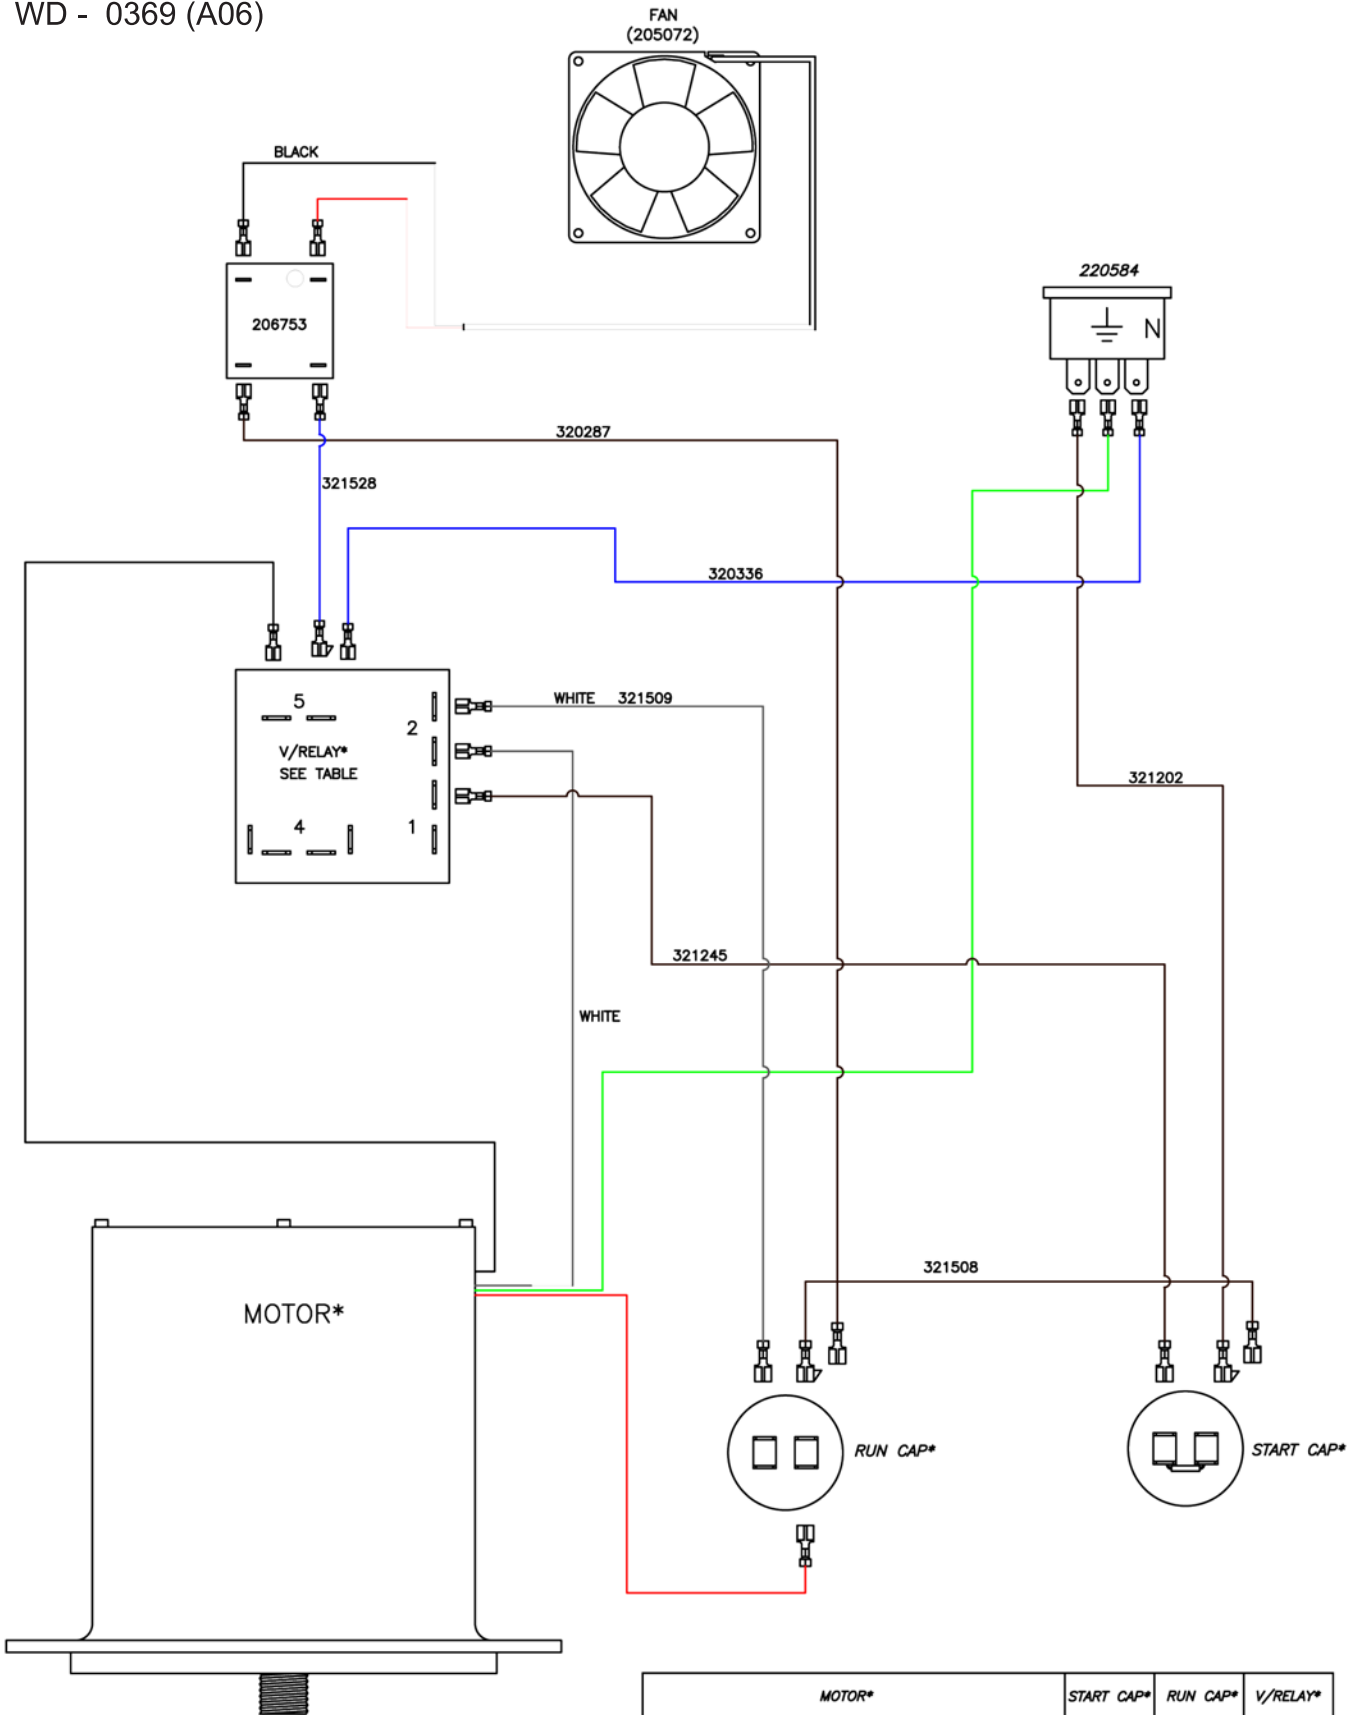 WD - 0369 (A06)
FAN
(205072)
BLACK
220584
206753
N
320287
321528
320336
5
WHITE 321509
2
V/RELAY*
SEE TABLE
321202
4
1
321245
WHITE
321508
MOTOR*
RUN CAP*
START CAP*
MOTOR* START CAP* RUN CAP* V/RELAY*